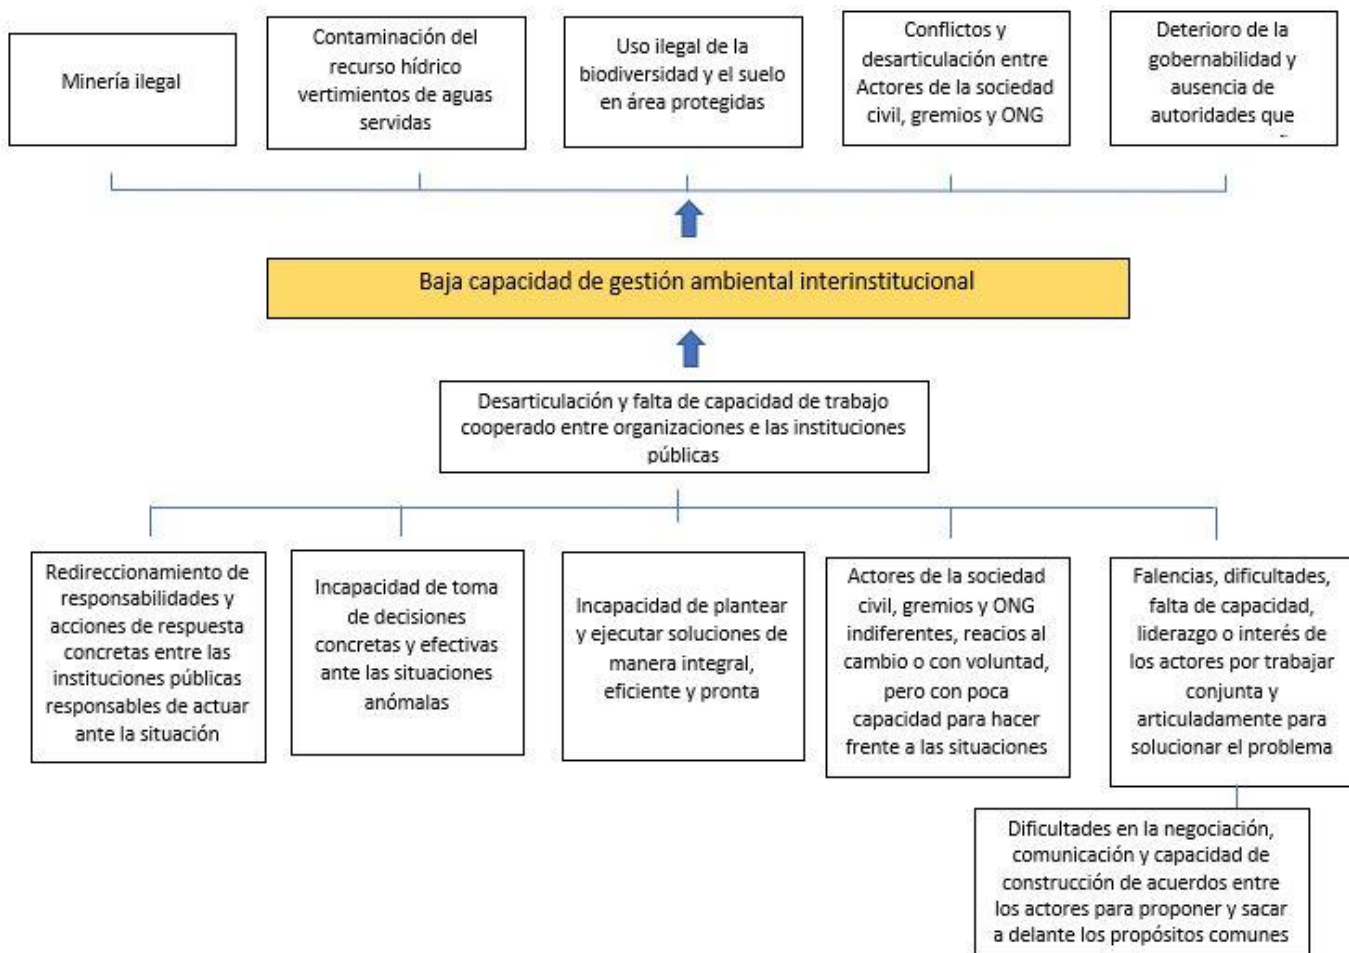 Minería ilegal
Contaminación del
recurso hídrico
vertimientos de aguas
servidas
Uso ilegal de la
biodiversidad y el suelo
en área protegidas
Conflictos y
desarticulación entre
Actores de la sociedad
civil, gremios y ONG
Deterioro de la
gobernabilidad y
ausencia de
autoridades que
Baja capacidad de gestión ambiental interinstitucional
Desarticulación y falta de capacidad de trabajo
cooperado entre organizaciones e las instituciones
públicas
Redireccionamiento de
responsabilidades y
acciones de respuesta
concretas entre las
instituciones públicas
responsables de actuar
ante la situación
Incapacidad de toma
de decisiones
concretas y efectivas
ante las situaciones
anómalas
Incapacidad de plantear
y ejecutar soluciones de
manera integral,
eficiente y pronta
Actores de la sociedad
civil, gremios y ONG
indiferentes, reacios al
cambio o con voluntad,
pero con poca
capacidad para hacer
frente a las situaciones
Falencias, dificultades,
falta de capacidad,
liderazgo o interés de
los actores por trabajar
conjunta y
articuladamente para
solucionar el problema
Dificultades en la negociación,
comunicación y capacidad de
construcción de acuerdos entre
los actores para proponer y sacar
a delante los propósitos comunes